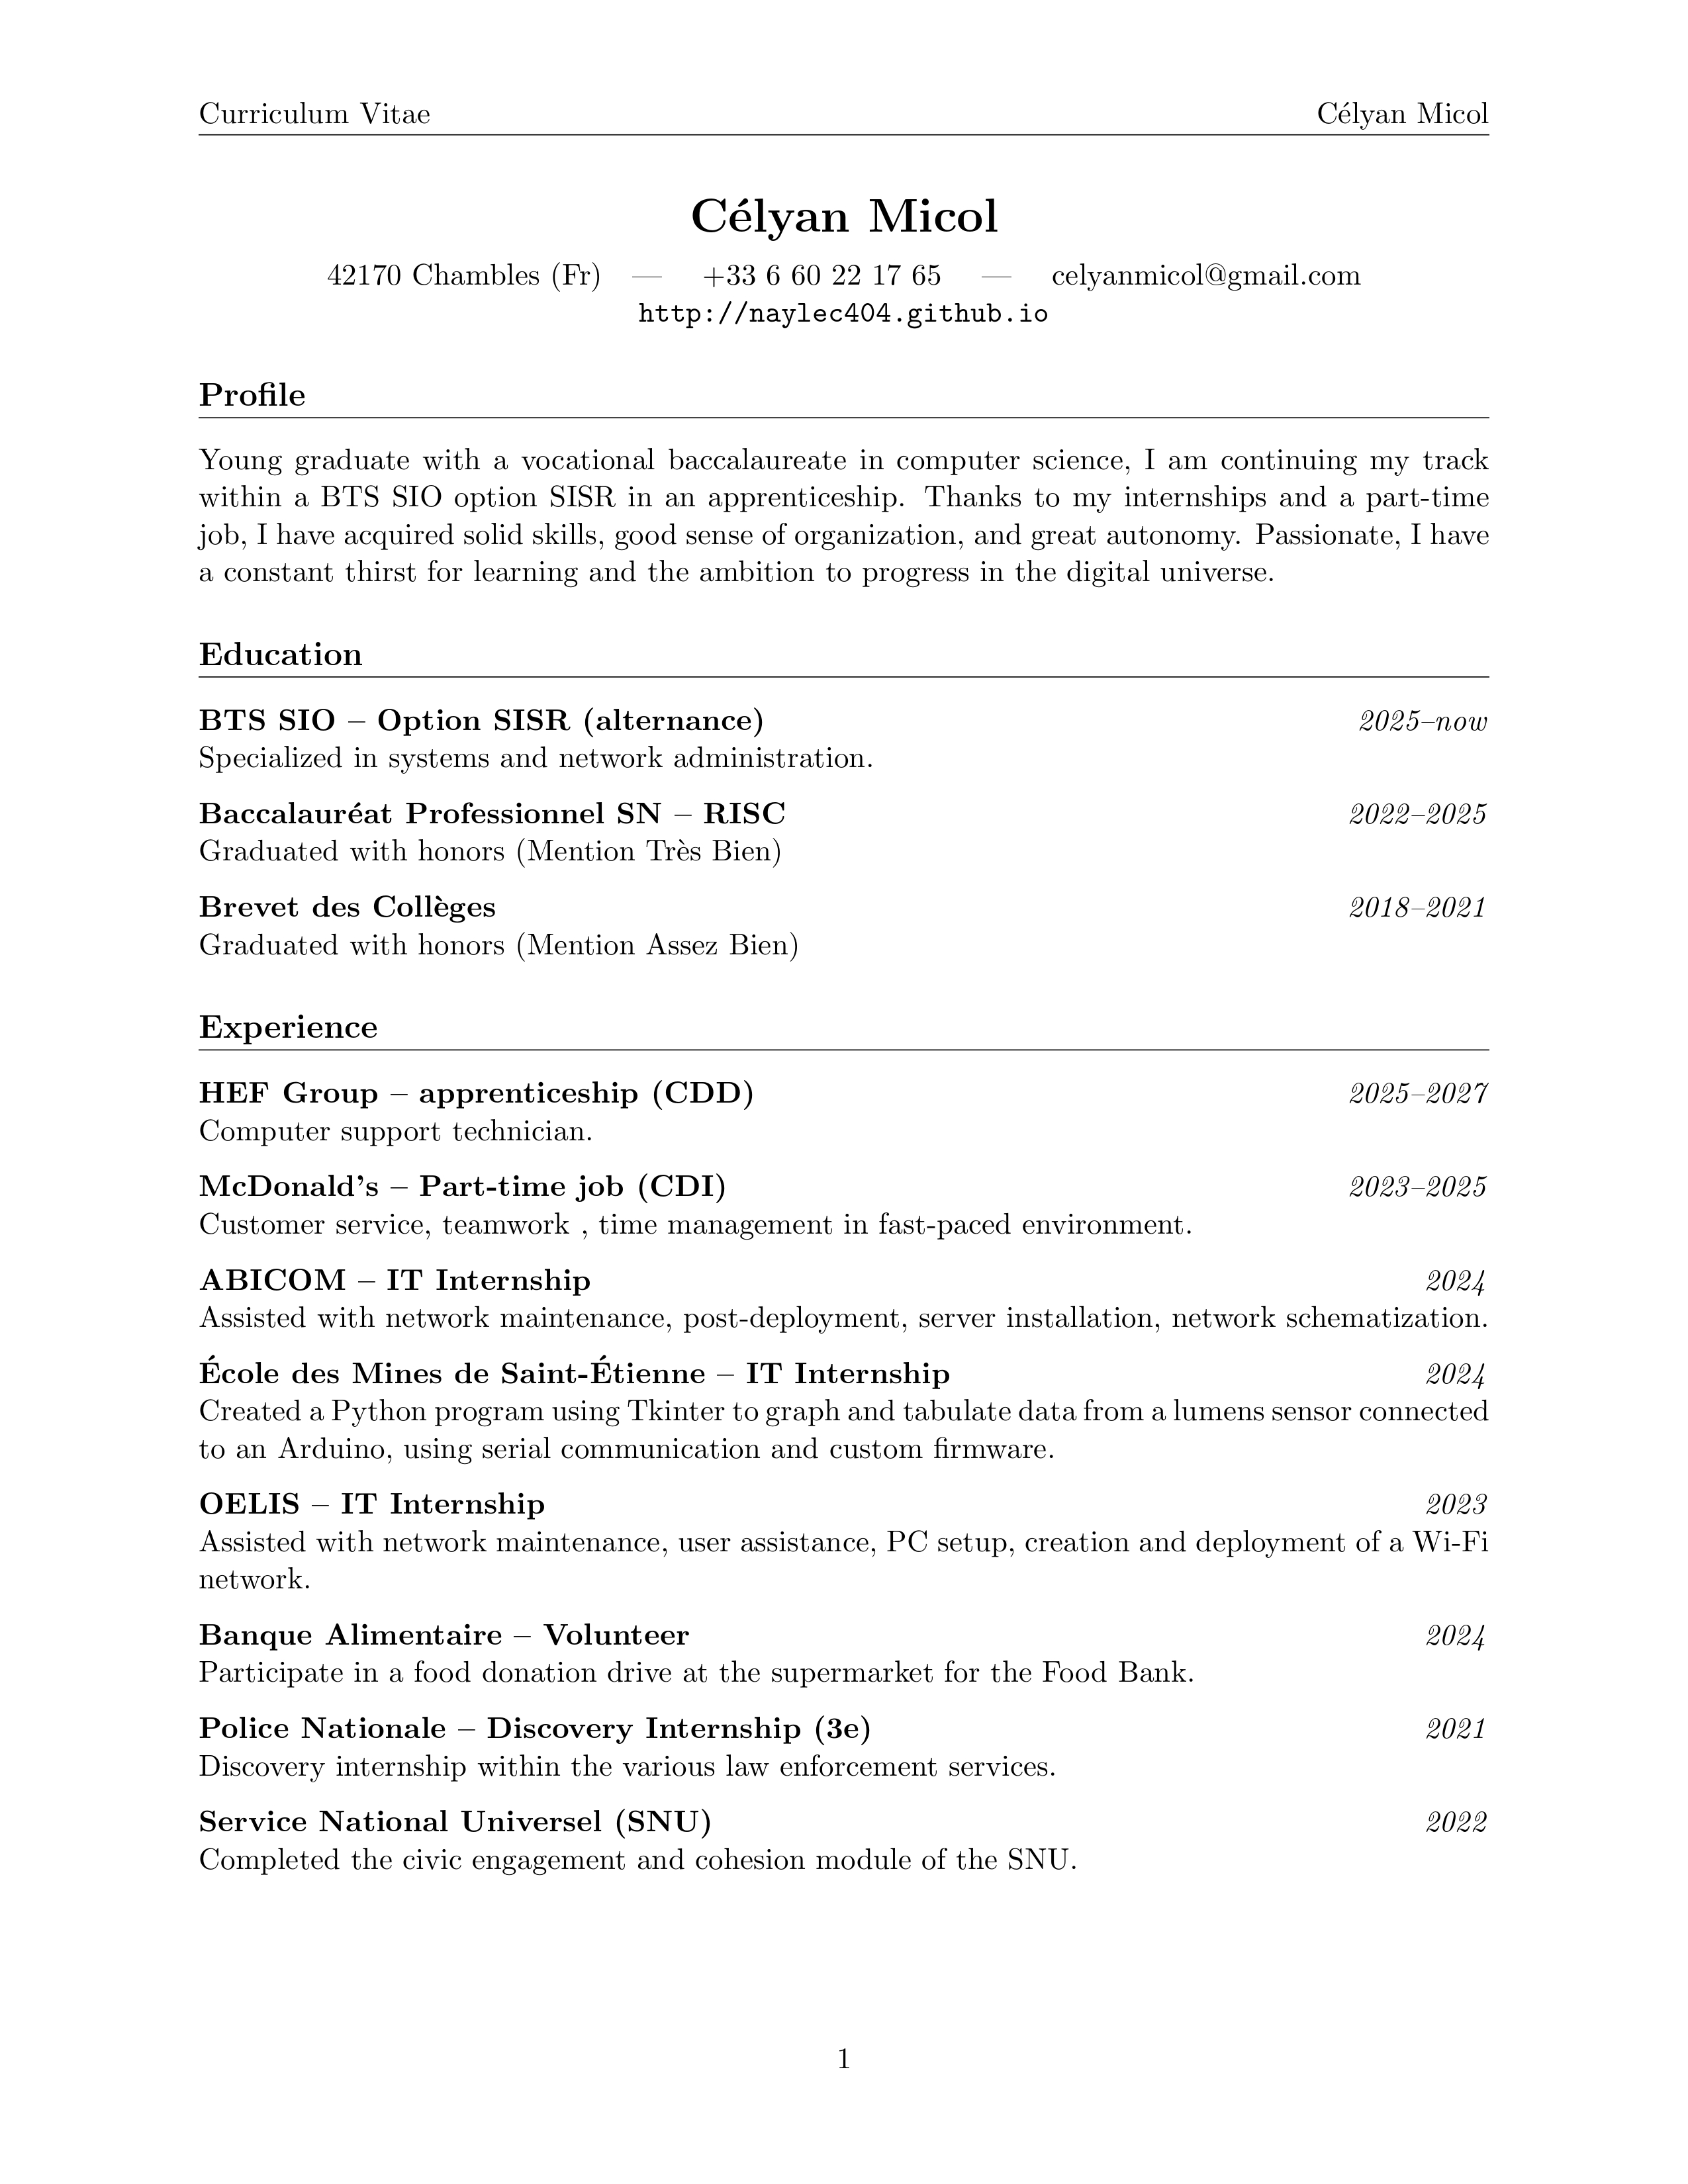 Curriculum Vitae Célyan Micol
Célyan Micol
42170 Chambles (Fr) — +33 6 60 22 17 65 — celyanmicol@gmail.com
http://naylec404.github.io
Profile
Young graduate with a vocational baccalaureate in computer science, I am continuing my track
within a BTS SIO option SISR in an apprenticeship. Thanks to my internships and a part-time
job, I have acquired solid skills, good sense of organization, and great autonomy. Passionate, I have
a constant thirst for learning and the ambition to progress in the digital universe.
Education
BTS SIO – Option SISR (alternance) 2025–now
Specialized in systems and network administration.
Baccalauréat Professionnel SN – RISC 2022–2025
Graduated with honors (Mention Très Bien)
Brevet des Collèges 2018–2021
Graduated with honors (Mention Assez Bien)
Experience
HEF Group – apprenticeship (CDD) 2025–2027
Computer support technician.
McDonald's – Part-time job (CDI) 2023–2025
Customer service, teamwork , time management in fast-paced environment.
ABICOM – IT Internship 2024
Assisted with network maintenance, post-deployment, server installation, network schematization.
École des Mines de Saint-Étienne – IT Internship 2024
Created a Python program using Tkinter to graph and tabulate data from a lumens sensor connected
to an Arduino, using serial communication and custom firmware.
OELIS – IT Internship 2023
Assisted with network maintenance, user assistance, PC setup, creation and deployment of a Wi-Fi
network.
Banque Alimentaire – Volunteer 2024
Participate in a food donation drive at the supermarket for the Food Bank.
Police Nationale – Discovery Internship (3e) 2021
Discovery internship within the various law enforcement services.
Service National Universel (SNU) 2022
Completed the civic engagement and cohesion module of the SNU.
1